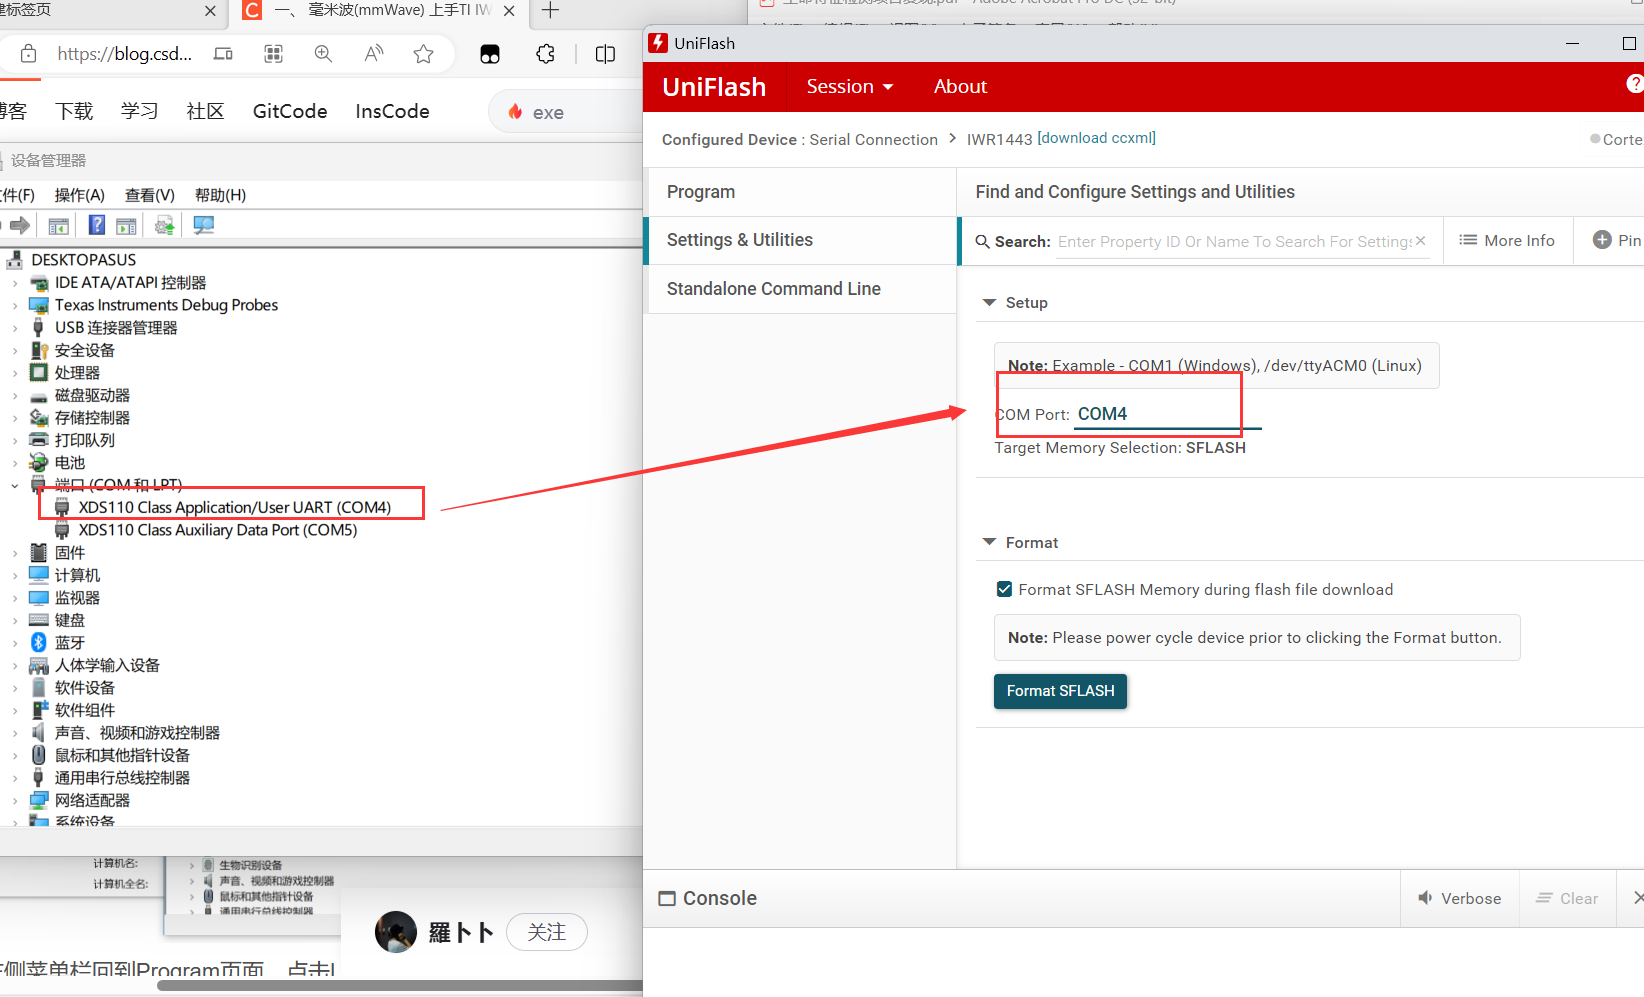 建标签页
一、毫米波(mmWave) 上手TI IW
https://blog.csd...
博客 下载 学习 社区 GitCode InsCode
exe
设备管理器
文件(F) 操作(A) 查看(V) 帮助(H)
DESKTOPASUS
IDE ATA/ATAPI 控制器
Texas Instruments Debug Probes
USB 连接器管理器
安全设备
处理器
磁盘驱动器
存储控制器
打印队列
电池
端口 (COM 和 LPT)
XDS110 Class Application/User UART (COM4)
XDS110 Class Auxiliary Data Port (COM5)
固件
计算机
监视器
键盘
蓝牙
人体学输入设备
软件设备
软件组件
声音、视频和游戏控制器
鼠标和其他指针设备
通用串行总线控制器
网络适配器
系统设备
计算机名:
计算机全名:
生物识别设备
声音、视频和游戏控制器
鼠标和其他指针设备
通用串行总线控制器
羅卜卜 关注
左侧菜单栏回到Program页面，点击
Adobe Acrobat Pro DC (32-bit)
UniFlash
UniFlash Session About
Configured Device : Serial Connection > IWR1443 [download ccxml]
Corte
Program
Settings & Utilities
Standalone Command Line
Find and Configure Settings and Utilities
Search: Enter Property ID Or Name To Search For Settings
More Info
Pin
Setup
Note: Example - COM1 (Windows), /dev/ttyACM0 (Linux)
COM Port: COM4
Target Memory Selection: SFLASH
Format
Format SFLASH Memory during flash file download
Note: Please power cycle device prior to clicking the Format button.
Format SFLASH
Console
Verbose
Clear